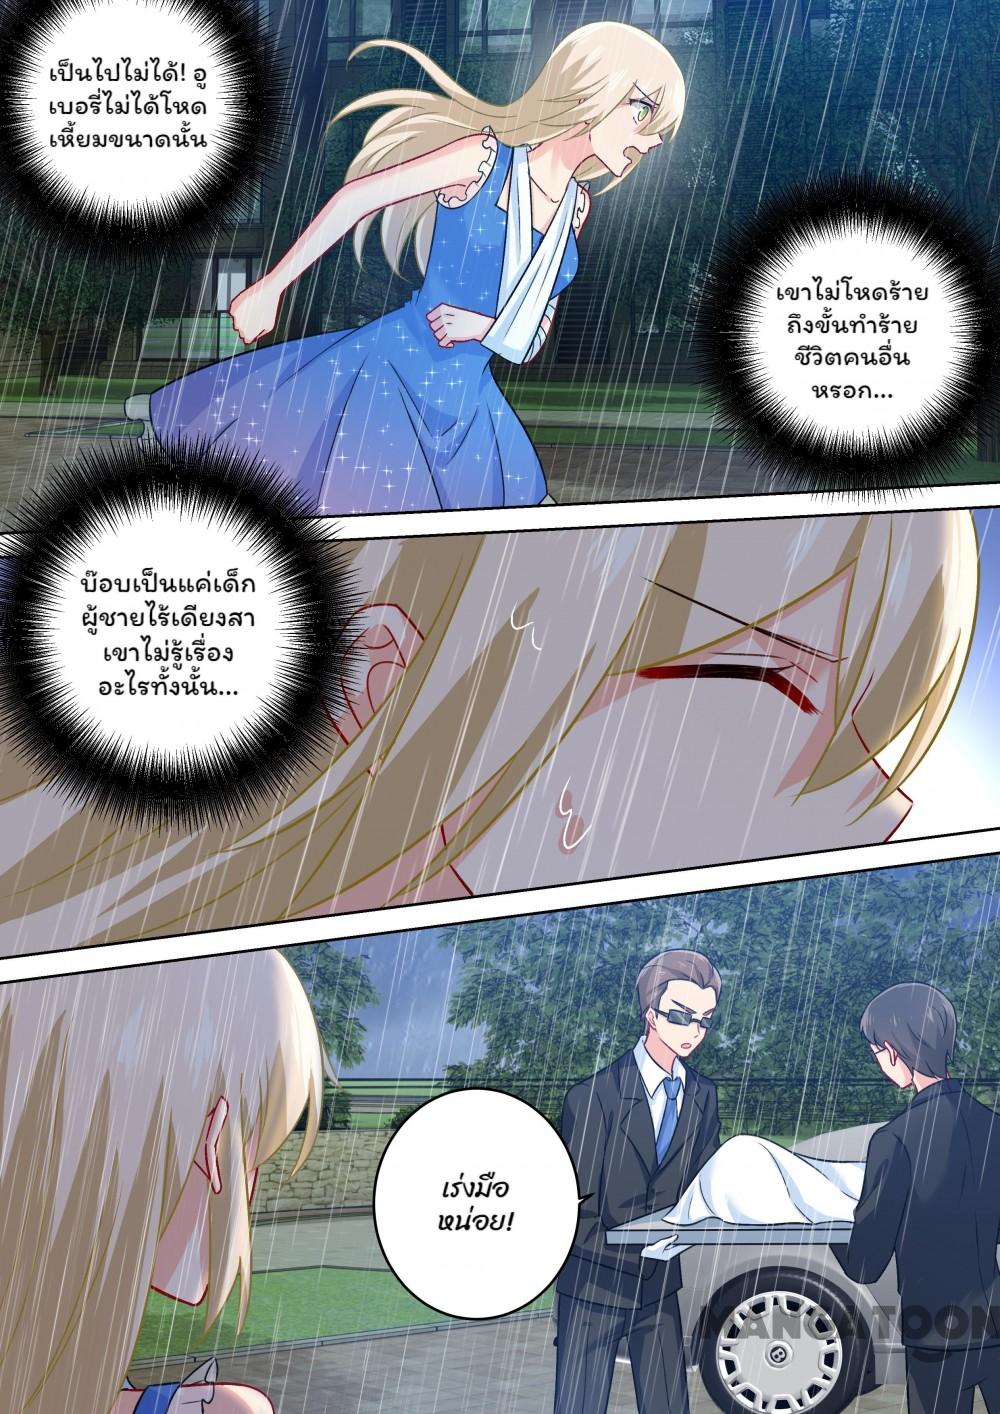 เป็นไปไม่ได้! อู
เบอรี่ไม่ได้โหด
เหี้ยมขนาดนั้น
เขาไม่โหดร้าย
ถึงขั้นทำร้าย
ชีวิตคนอื่น
หรอก...
บ๊อบเป็นแค่เด็ก
ผู้ชายไร้เดียงสา
เขาไม่รู้เรื่อง
อะไรทั้งนั้น...
เร่งมือ
หน่อย!
MANGATOON